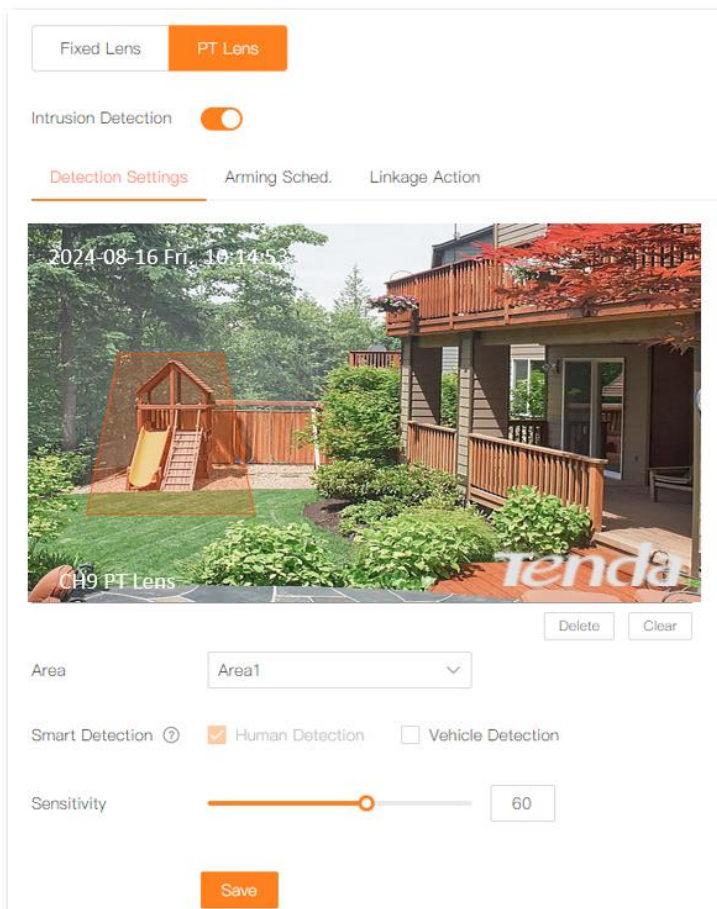 Fixed Lens PT Lens
Intrusion Detection
Detection Settings Arming Sched. Linkage Action
2024-08-16 Fri. 10:14:53
CH9 PT Lens
Tenda
Delete Clear
Area Area1
Smart Detection ? Human Detection Vehicle Detection
Sensitivity 60
Save